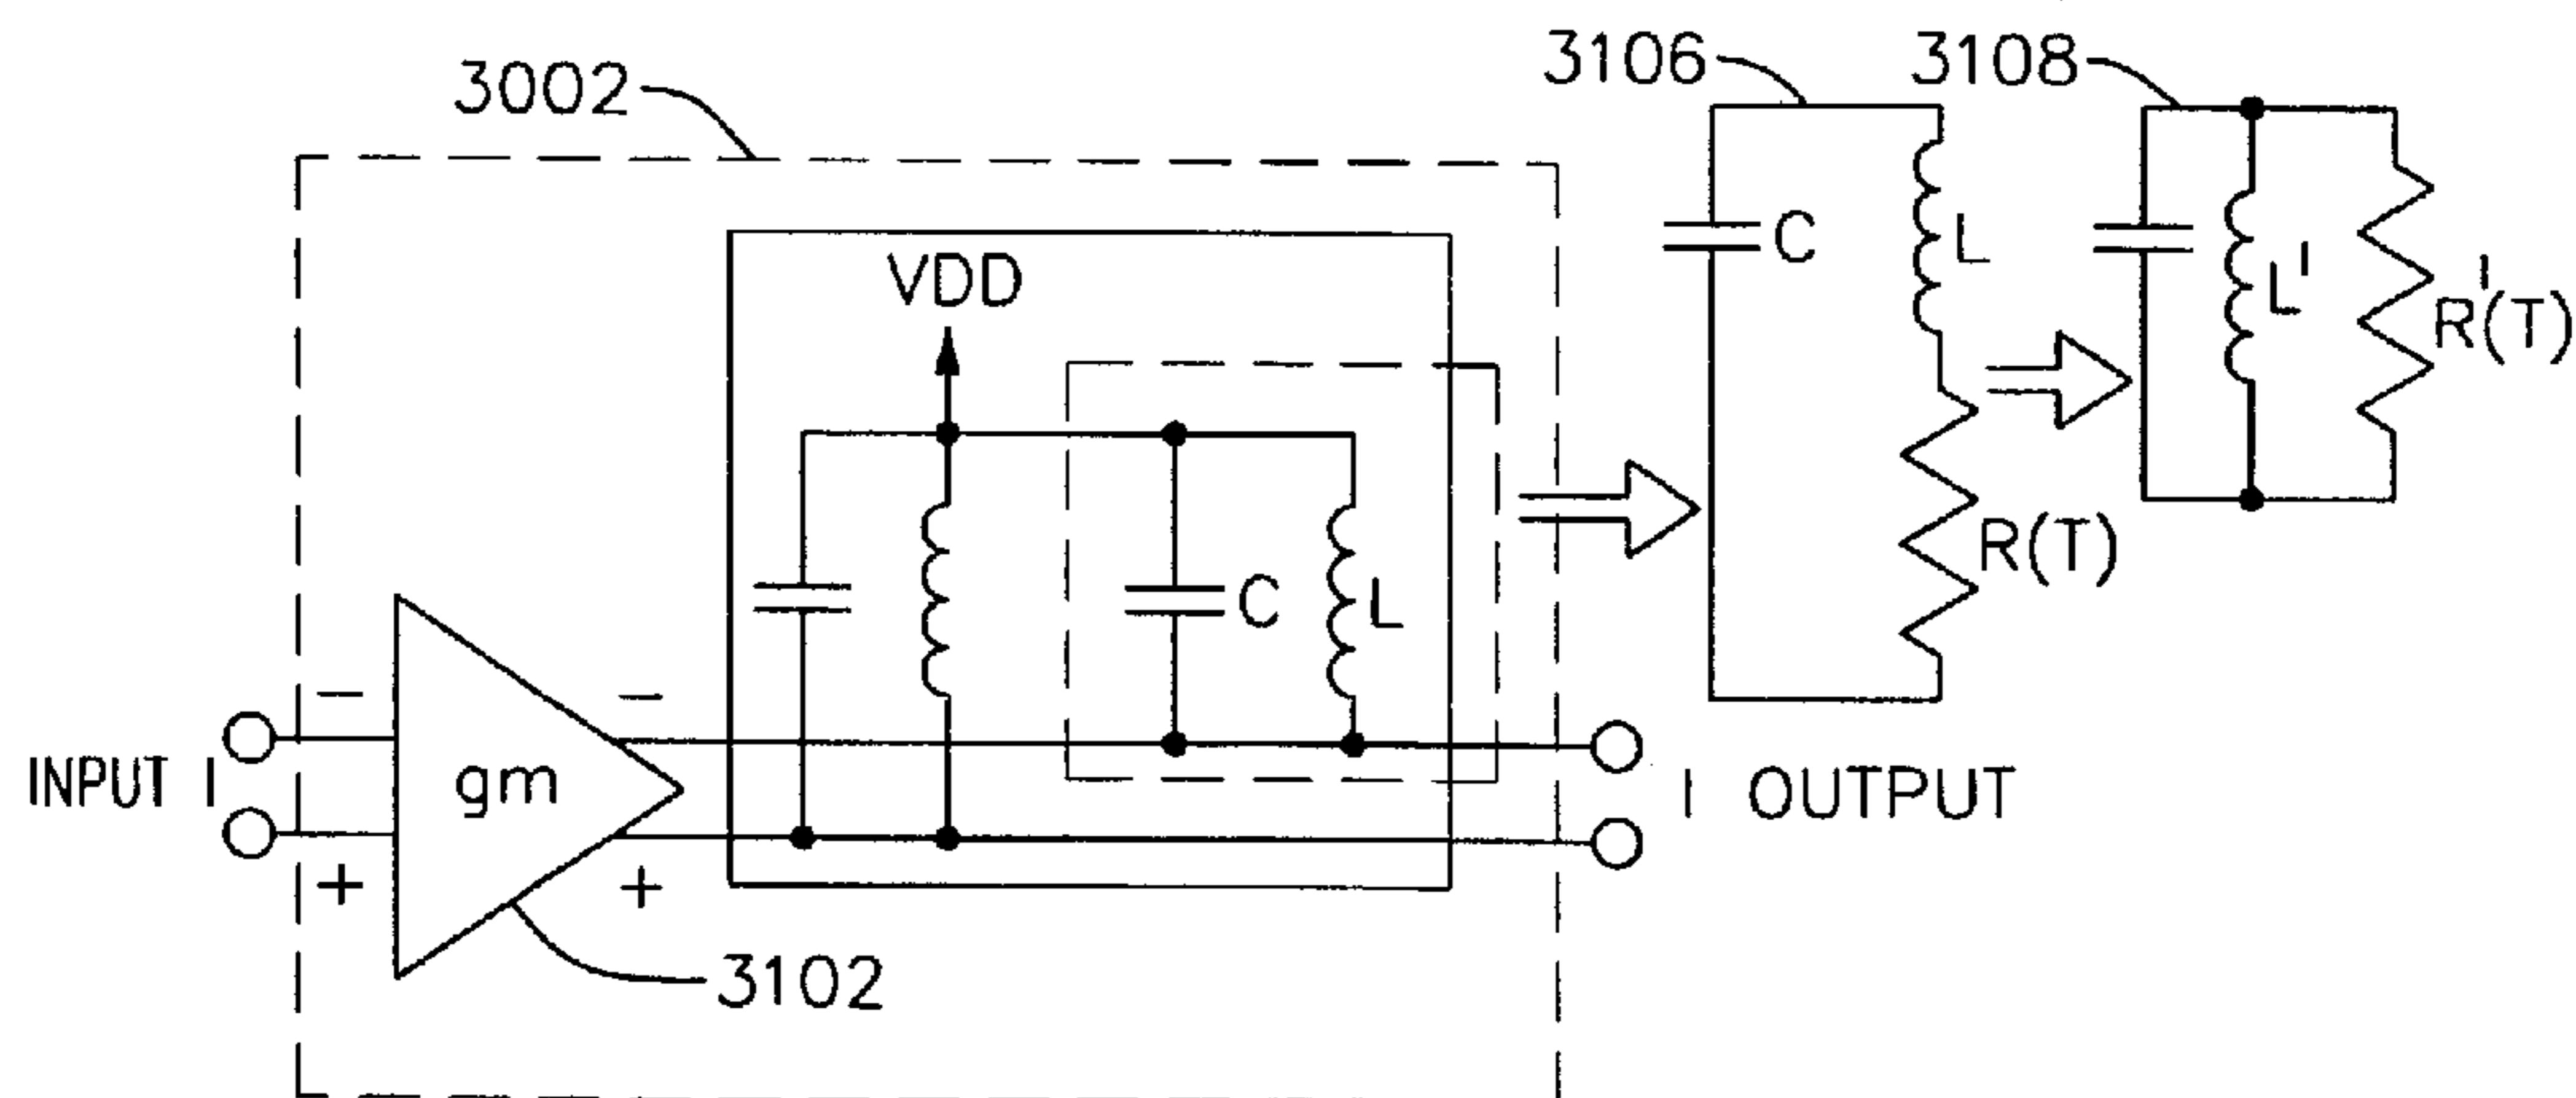 3002
3106
3108
VDD
C
L
L'
R'(T)
R(T)
C
L
−
−
INPUT I
gm
I OUTPUT
+
+
3102